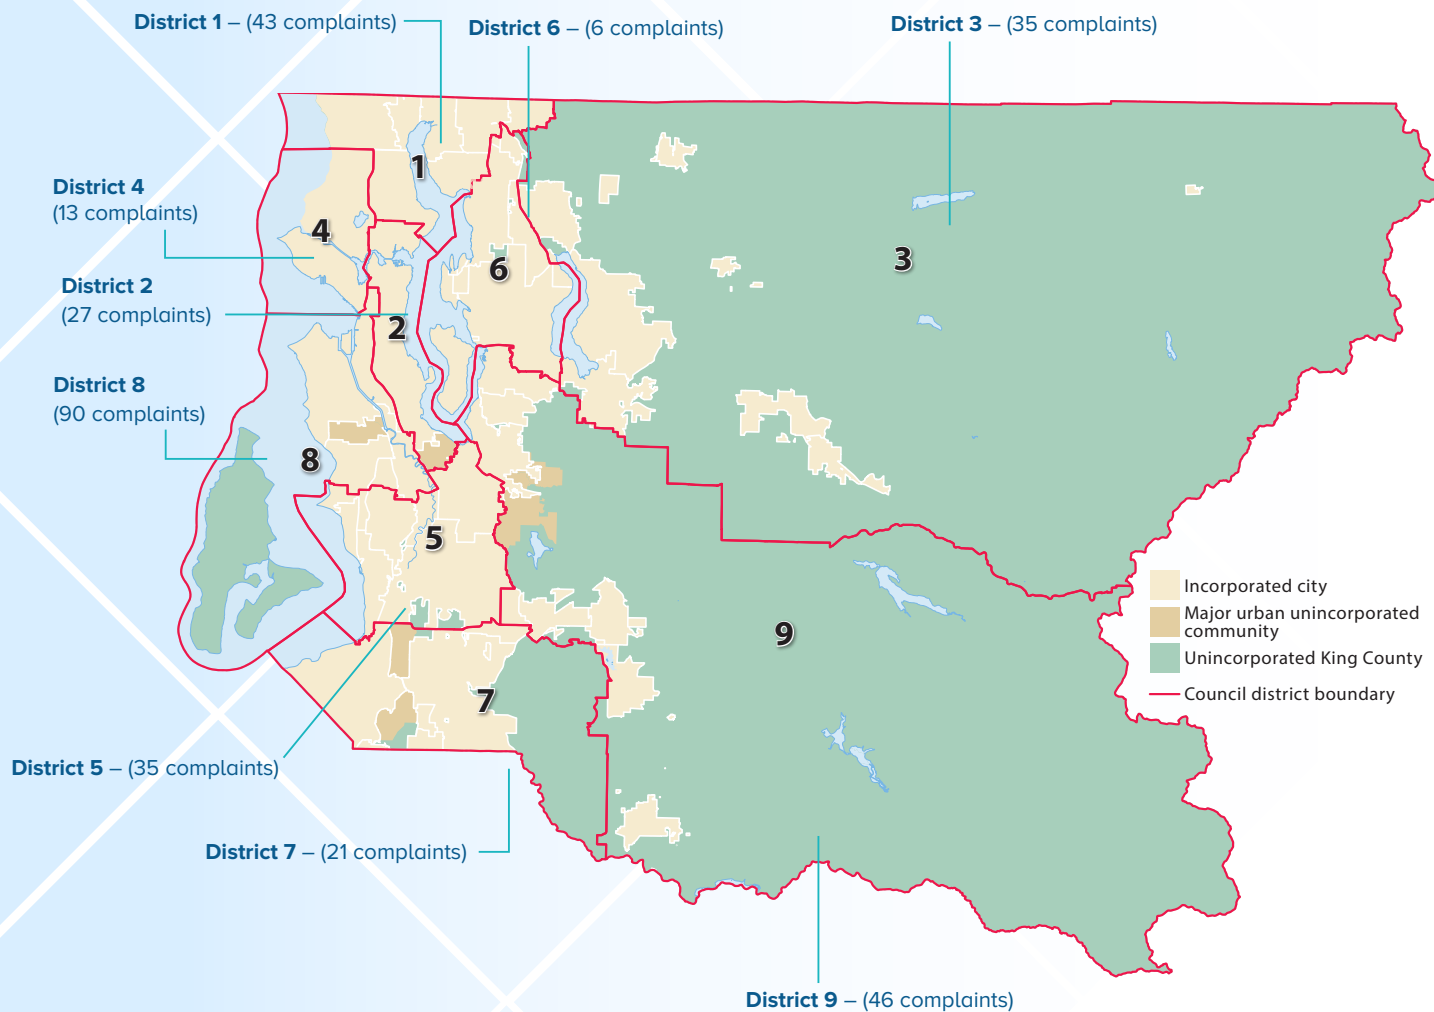 District 1 – (43 complaints)
District 6 – (6 complaints)
District 3 – (35 complaints)
District 4
(13 complaints)
District 2
(27 complaints)
District 8
(90 complaints)
1
4
6
3
2
8
5
9
7
Incorporated city
Major urban unincorporated
community
Unincorporated King County
Council district boundary
District 5 – (35 complaints)
District 7 – (21 complaints)
District 9 – (46 complaints)